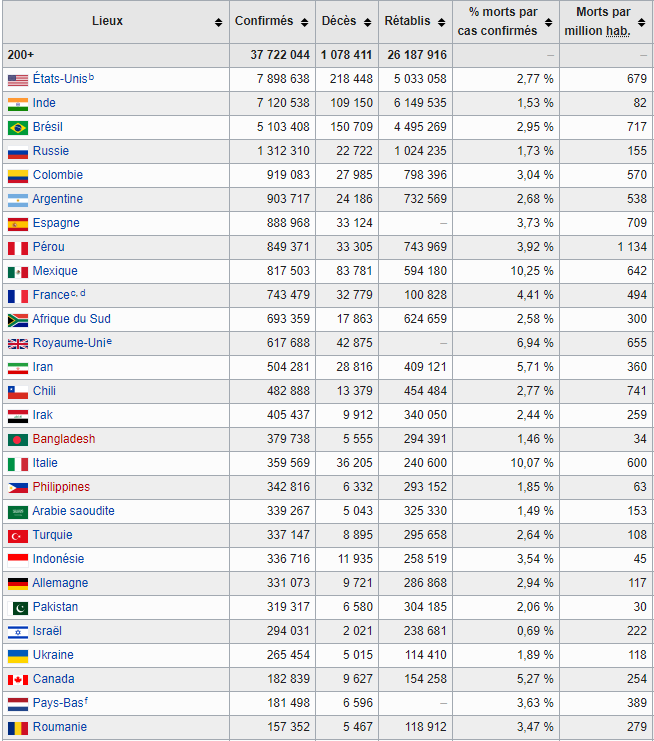 Lieux Confirmés Décès Rétablis % morts par cas confirmés Morts par million hab.
200+ 37 722 044 1 078 411 26 187 916 – –
États-Unis b 7 898 638 218 448 5 033 058 2,77 % 679
Inde 7 120 538 109 150 6 149 535 1,53 % 82
Brésil 5 103 408 150 709 4 495 269 2,95 % 717
Russie 1 312 310 22 722 1 024 235 1,73 % 155
Colombie 919 083 27 985 798 396 3,04 % 570
Argentine 903 717 24 186 732 569 2,68 % 538
Espagne 888 968 33 124 – 3,73 % 709
Pérou 849 371 33 305 743 969 3,92 % 1 134
Mexique 817 503 83 781 594 180 10,25 % 642
France c, d 743 479 32 779 100 828 4,41 % 494
Afrique du Sud 693 359 17 863 624 659 2,58 % 300
Royaume-Uni e 617 688 42 875 – 6,94 % 655
Iran 504 281 28 816 409 121 5,71 % 360
Chili 482 888 13 379 454 484 2,77 % 741
Irak 405 437 9 912 340 050 2,44 % 259
Bangladesh 379 738 5 555 294 391 1,46 % 34
Italie 359 569 36 205 240 600 10,07 % 600
Philippines 342 816 6 332 293 152 1,85 % 63
Arabie saoudite 339 267 5 043 325 330 1,49 % 153
Turquie 337 147 8 895 295 658 2,64 % 108
Indonésie 336 716 11 935 258 519 3,54 % 45
Allemagne 331 073 9 721 286 868 2,94 % 117
Pakistan 319 317 6 580 304 185 2,06 % 30
Israël 294 031 2 021 238 681 0,69 % 222
Ukraine 265 454 5 015 114 410 1,89 % 118
Canada 182 839 9 627 154 258 5,27 % 254
Pays-Bas f 181 498 6 596 – 3,63 % 389
Roumanie 157 352 5 467 118 912 3,47 % 279